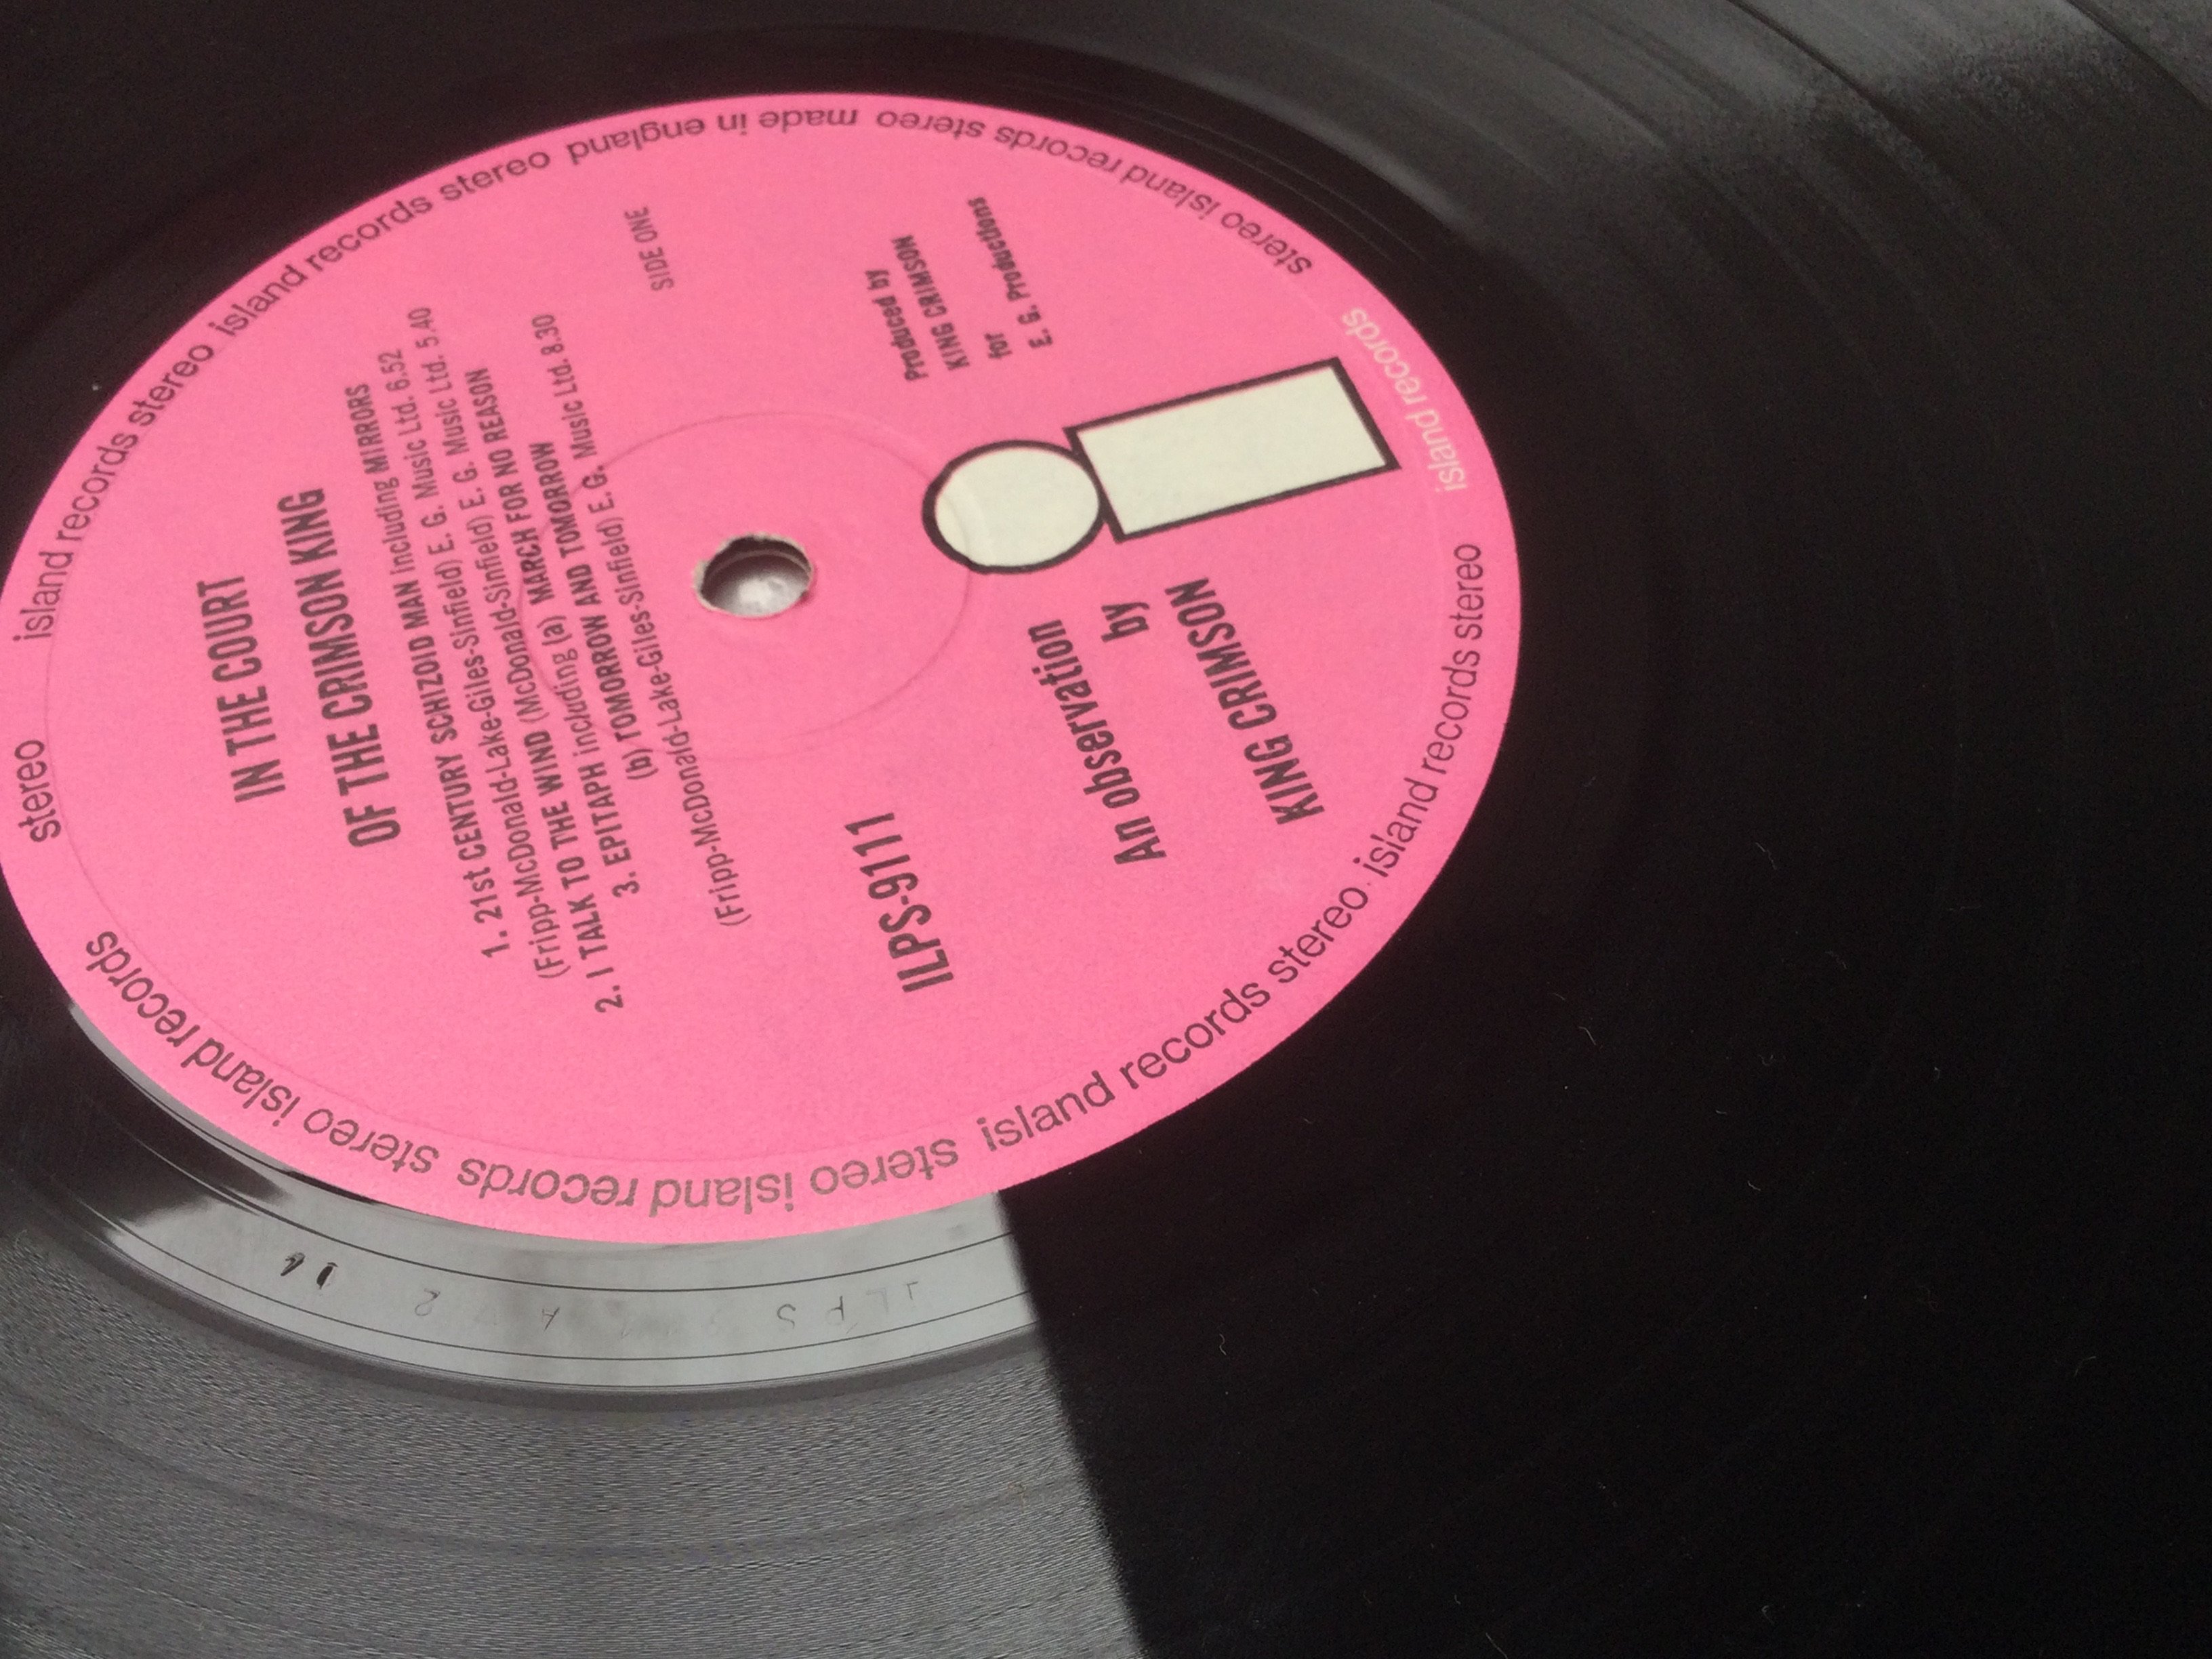 IN THE COURT
OF THE CRIMSON KING
1. 21st CENTURY SCHIZOID MAN including MIRRORS
(Fripp-McDonald-Lake-Giles-Sinfield) E. G. Music Ltd. 6.52
2. I TALK TO THE WIND (McDonald-Sinfield) E. G. Music Ltd. 5.40
3. EPITAPH including (a) MARCH FOR NO REASON
(b) TOMORROW AND TOMORROW
(Fripp-McDonald-Lake-Giles-Sinfield) E. G. Music Ltd. 8.30
SIDE ONE
ILPS-9111
Produced by
KING CRIMSON
for
E. G. Productions
An observation
by
KING CRIMSON
island records
stereo island records stereo island records stereo island records stereo made in england
stereo island records stereo island records stereo island records stereo island records stereo island records
island records stereo
ILPS
A
2